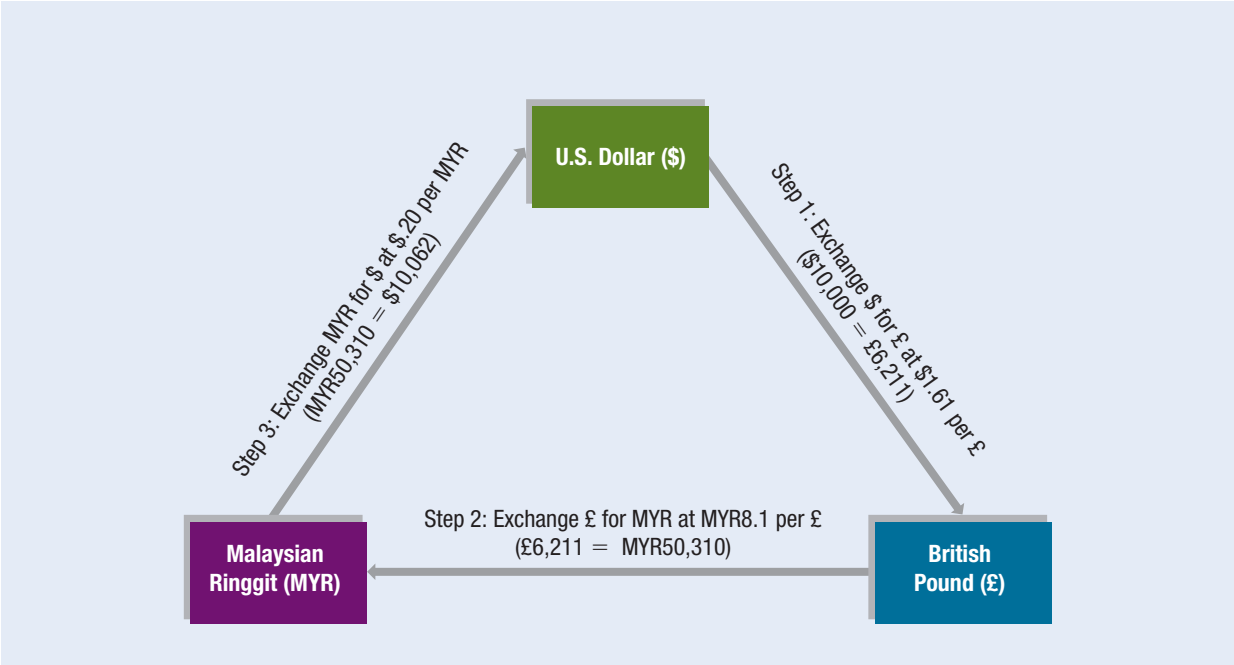 U.S. Dollar ($)
Step 1: Exchange $ for £ at $1.61 per £
($10,000 = £6,211)
Step 3: Exchange MYR for $ at $.20 per MYR
(MYR50,310 = $10,062)
Step 2: Exchange £ for MYR at MYR8.1 per £
(£6,211 = MYR50,310)
Malaysian
Ringgit (MYR)
British
Pound (£)